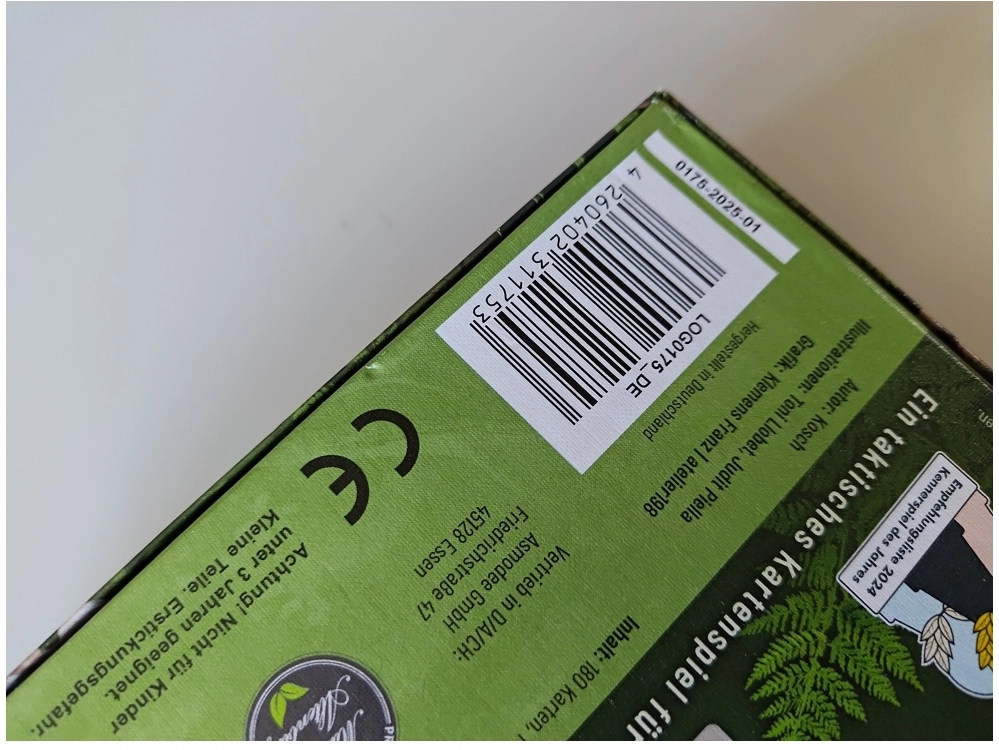 0175-2025-01
4 260402 311753
LOG0175_DE
Hergestellt in Deutschland
Illustrationen: Toni Llobet, Judit Piella
Grafik: Klemens Franz | atelier198
Autor: Kosch
Ein taktisches Kartenspiel für
Empfehlungsliste 2024
Kennerspiel des Jahres
CE
Vertrieb in D/A/CH:
Asmodee GmbH
Friedrichstraße 47
45128 Essen
Inhalt: 180 Karten,
Achtung! Nicht für Kinder
unter 3 Jahren geeignet.
Kleine Teile. Erstickungsgefahr.